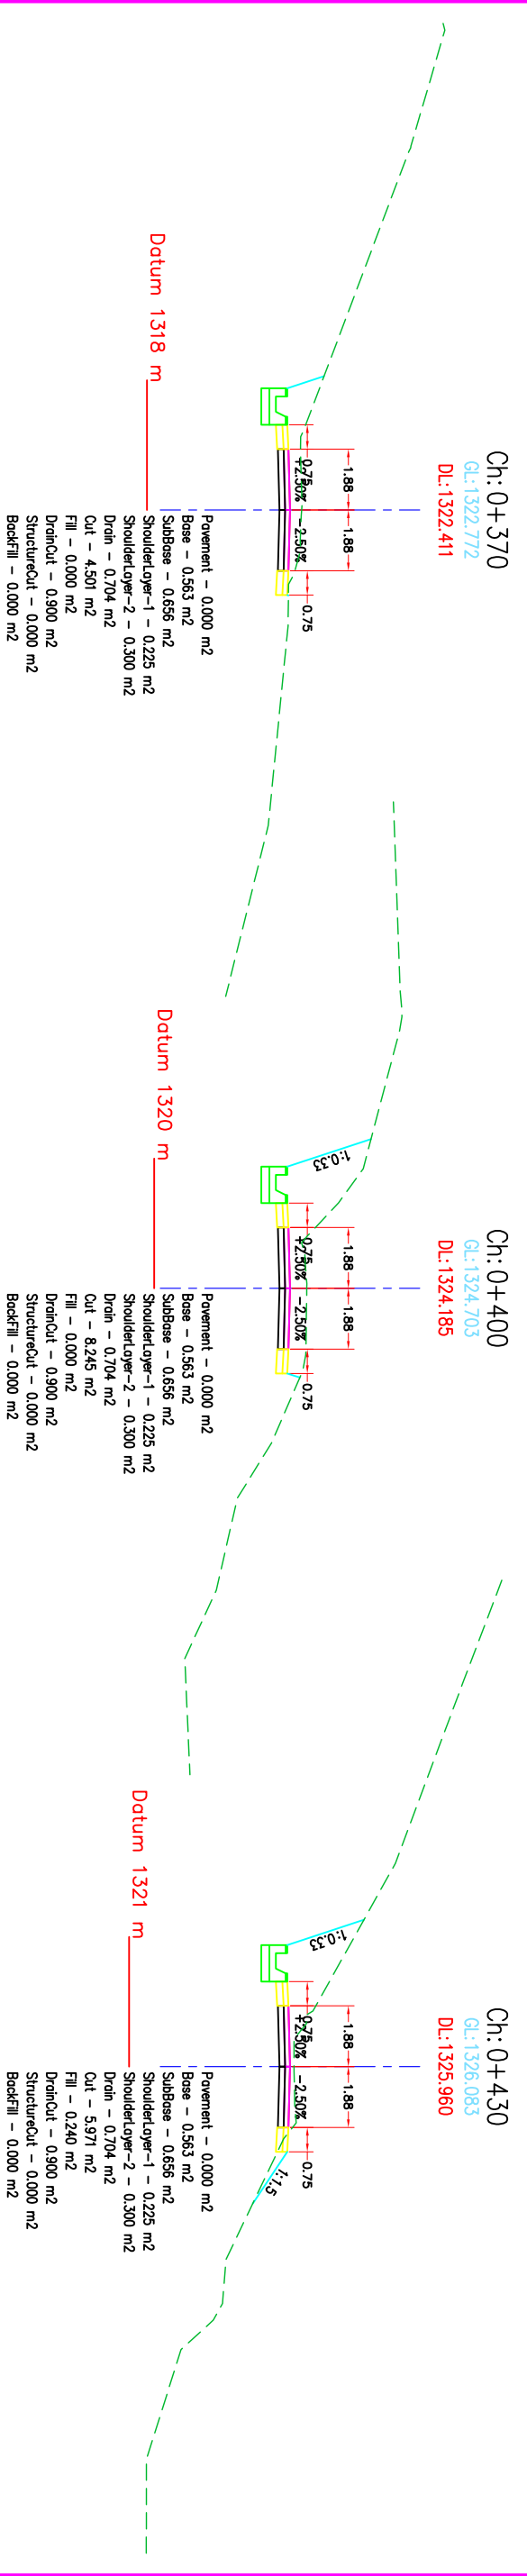 Ch: 0+370
GL:1322.772
DL:1322.411
1.88
1.88
0.75
0.75
+2.50%
-2.50%
Datum 1318 m
Pavement - 0.000 m2
Base - 0.563 m2
SubBase - 0.656 m2
ShoulderLayer-1 - 0.225 m2
ShoulderLayer-2 - 0.300 m2
Drain - 0.704 m2
Cut - 4.501 m2
Fill - 0.000 m2
DrainCut - 0.900 m2
StructureCut - 0.000 m2
BackFill - 0.000 m2
Ch: 0+400
GL:1324.703
DL:1324.185
1.88
1.88
1:0.33
0.75
0.75
+2.50%
-2.50%
Datum 1320 m
Pavement - 0.000 m2
Base - 0.563 m2
SubBase - 0.656 m2
ShoulderLayer-1 - 0.225 m2
ShoulderLayer-2 - 0.300 m2
Drain - 0.704 m2
Cut - 8.245 m2
Fill - 0.000 m2
DrainCut - 0.900 m2
StructureCut - 0.000 m2
BackFill - 0.000 m2
Ch: 0+430
GL:1326.083
DL:1325.960
1.88
1.88
1:0.33
0.75
0.75
+2.50%
-2.50%
1:1.5
Datum 1321 m
Pavement - 0.000 m2
Base - 0.563 m2
SubBase - 0.656 m2
ShoulderLayer-1 - 0.225 m2
ShoulderLayer-2 - 0.300 m2
Drain - 0.704 m2
Cut - 5.971 m2
Fill - 0.240 m2
DrainCut - 0.900 m2
StructureCut - 0.000 m2
BackFill - 0.000 m2